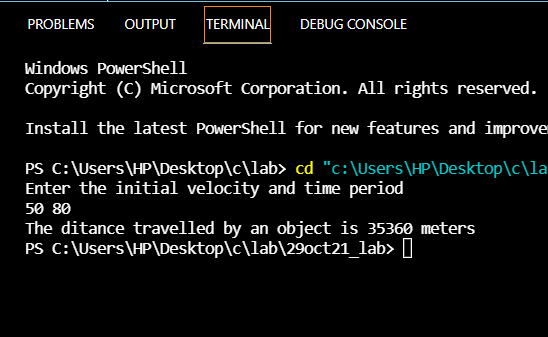 PROBLEMS OUTPUT TERMINAL DEBUG CONSOLE
Windows PowerShell
Copyright (C) Microsoft Corporation. All rights reserved.
Install the latest PowerShell for new features and improve
PS C:\Users\HP\Desktop\c\lab> cd "c:\Users\HP\Desktop\c\la
Enter the initial velocity and time period
50 80
The ditance travelled by an object is 35360 meters
PS C:\Users\HP\Desktop\c\lab\29oct21_lab>